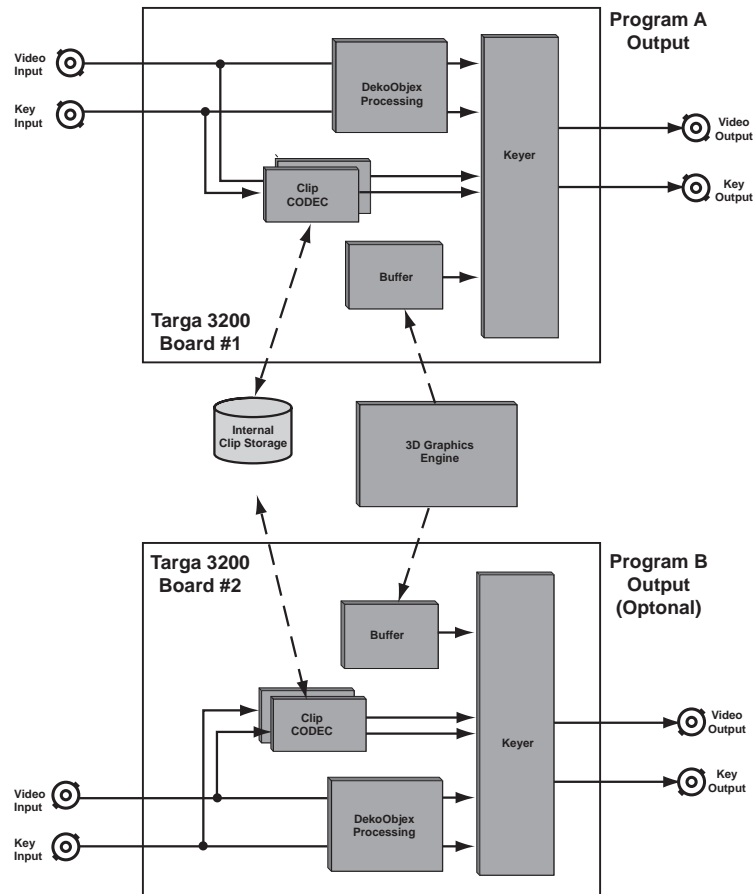 Program A
Output
Video
Input
Key
Input
DekoObjex
Processing
Keyer
Video
Output
Key
Output
Clip
CODEC
Buffer
Targa 3200
Board #1
Internal
Clip Storage
3D Graphics
Engine
Targa 3200
Board #2
Program B
Output
(Optonal)
Buffer
Clip
CODEC
Keyer
Video
Output
Key
Output
Video
Input
Key
Input
DekoObjex
Processing